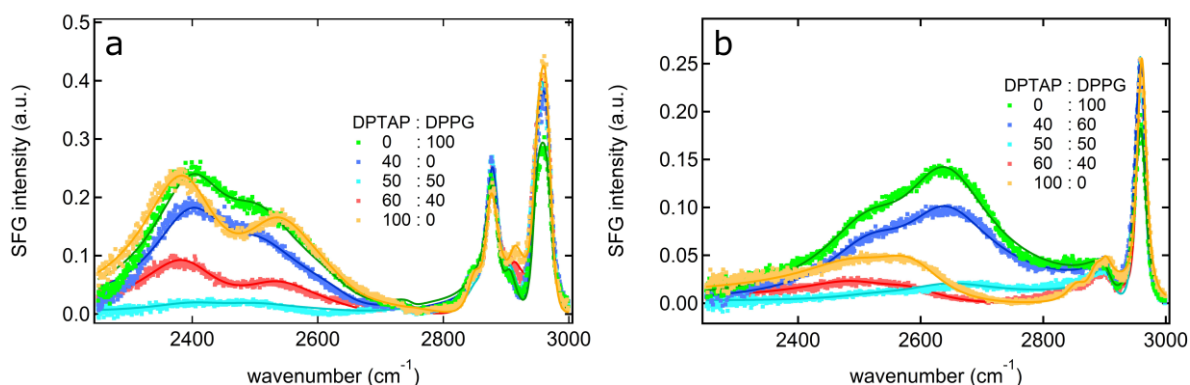 a
SFG intensity (a.u.)
0.5
0.4
0.3
0.2
0.1
0.0
DPTAP : DPPG
0 : 100
40 : 0
50 : 50
60 : 40
100 : 0
2400 2600 2800 3000
wavenumber (cm-1)
b
SFG intensity (a.u.)
0.25
0.20
0.15
0.10
0.05
0.00
DPTAP : DPPG
0 : 100
40 : 60
50 : 50
60 : 40
100 : 0
2400 2600 2800 3000
wavenumber (cm-1)